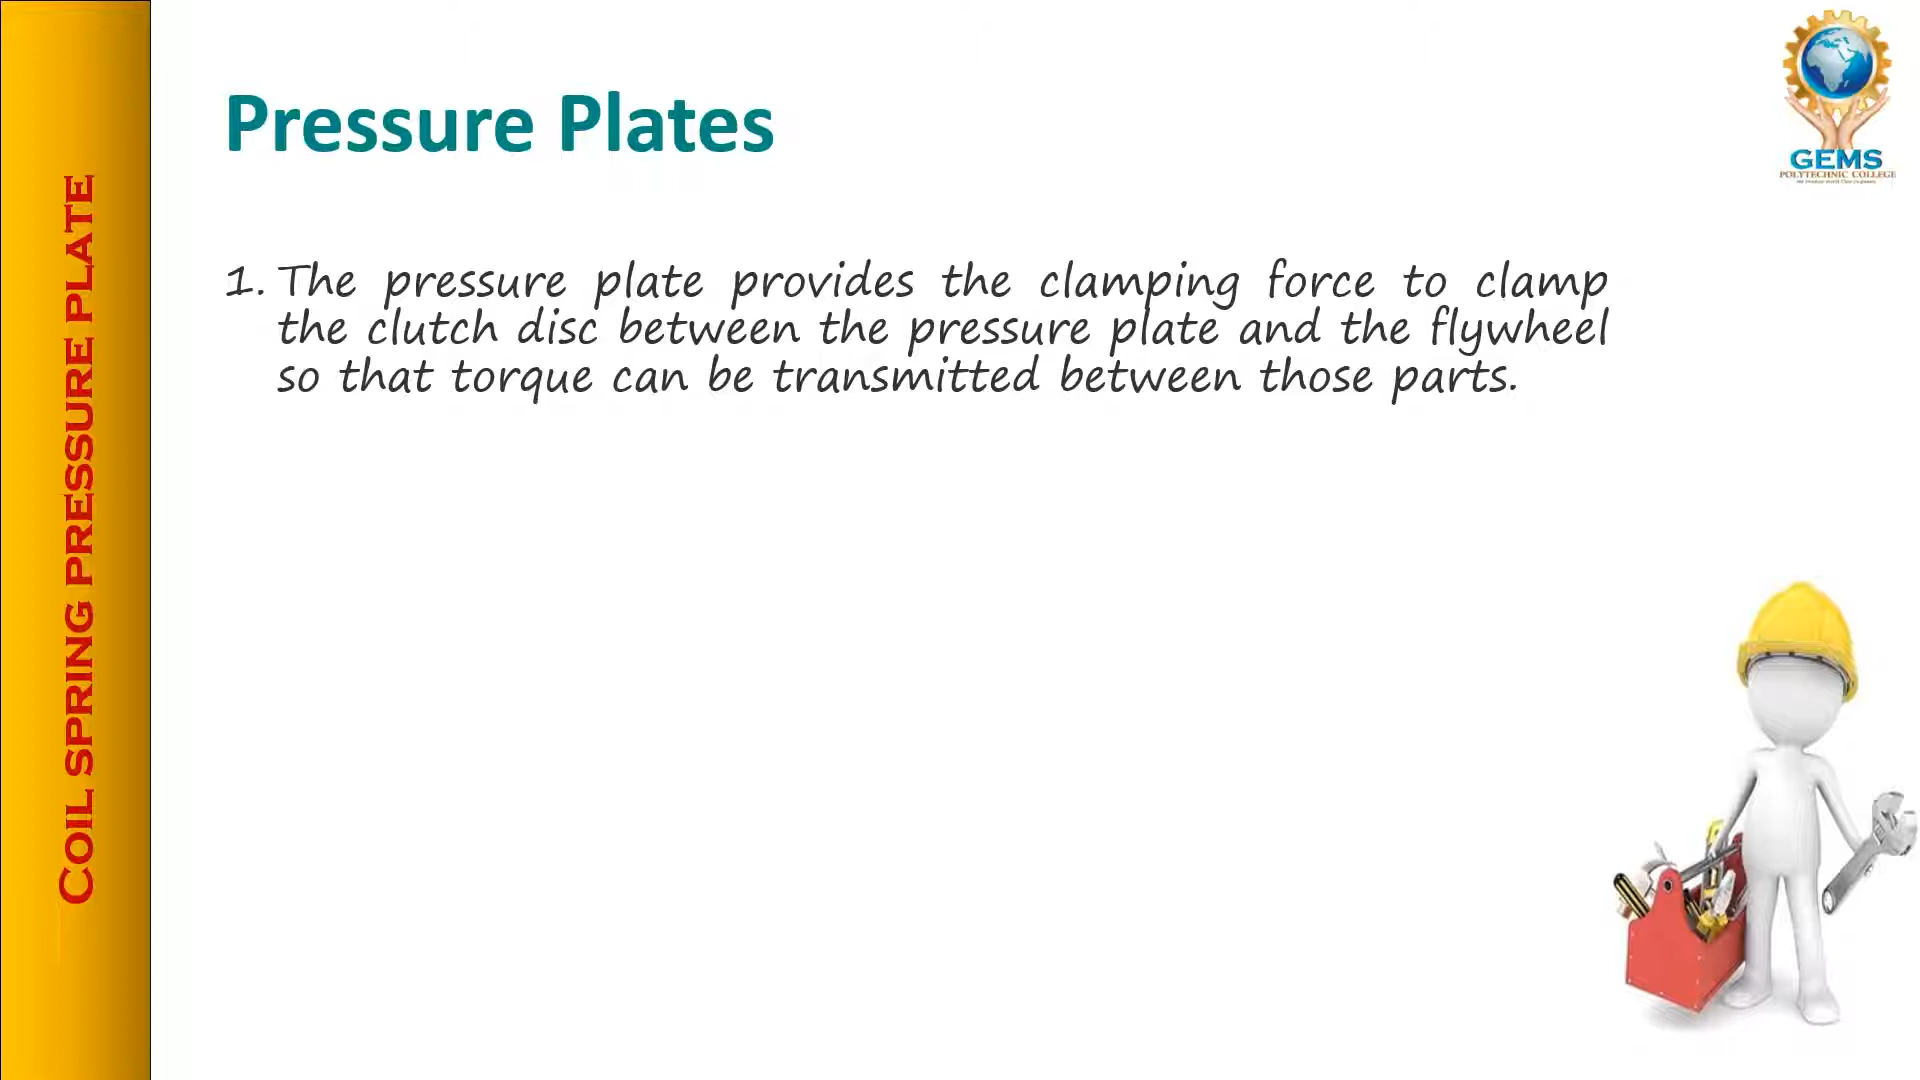 COIL SPRING PRESSURE PLATE
Pressure Plates
1. The pressure plate provides the clamping force to clamp
the clutch disc between the pressure plate and the flywheel
so that torque can be transmitted between those parts.
GEMS
POLYTECHNIC COLLEGE